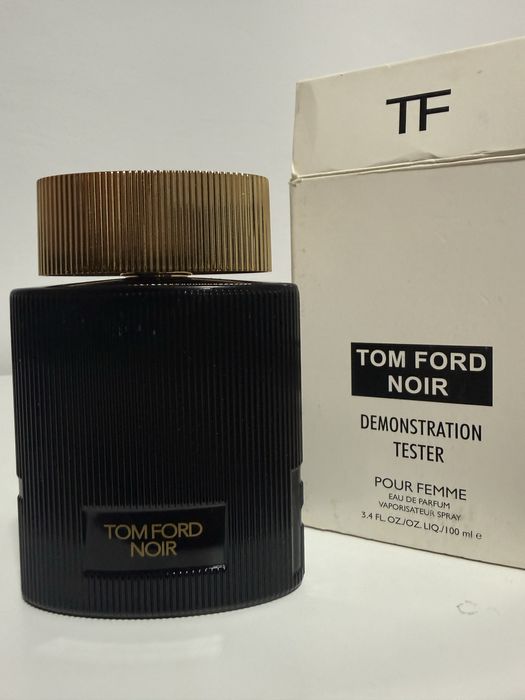 TF
TOM FORD
NOIR
DEMONSTRATION
TESTER
POUR FEMME
EAU DE PARFUM
VAPORISATEUR SPRAY
3.4 FL. OZ./OZ. LIQ./100 ml e
TOM FORD
NOIR